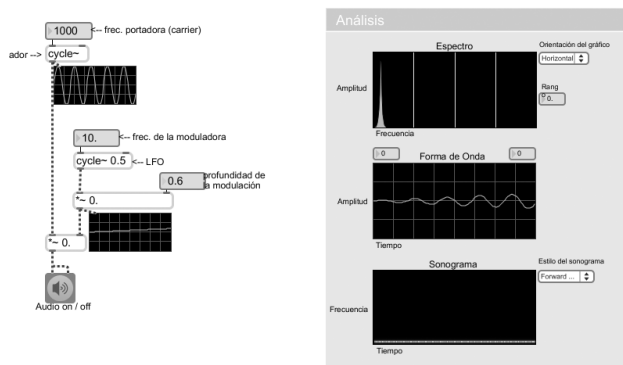 1000
<-- frec. portadora (carrier)
ador -->
cycle~
10.
<-- frec. de la moduladora
cycle~ 0.5
<-- LFO
0.6
profundidad de
la modulación
*~ 0.
*~ 0.
Audio on / off
Análisis
Espectro
Orientación del gráfico
Horizontal
Amplitud
Rang
0.
Frecuencia
0
Forma de Onda
0
Amplitud
Tiempo
Sonograma
Estilo del sonograma
Forward ...
Frecuencia
Tiempo